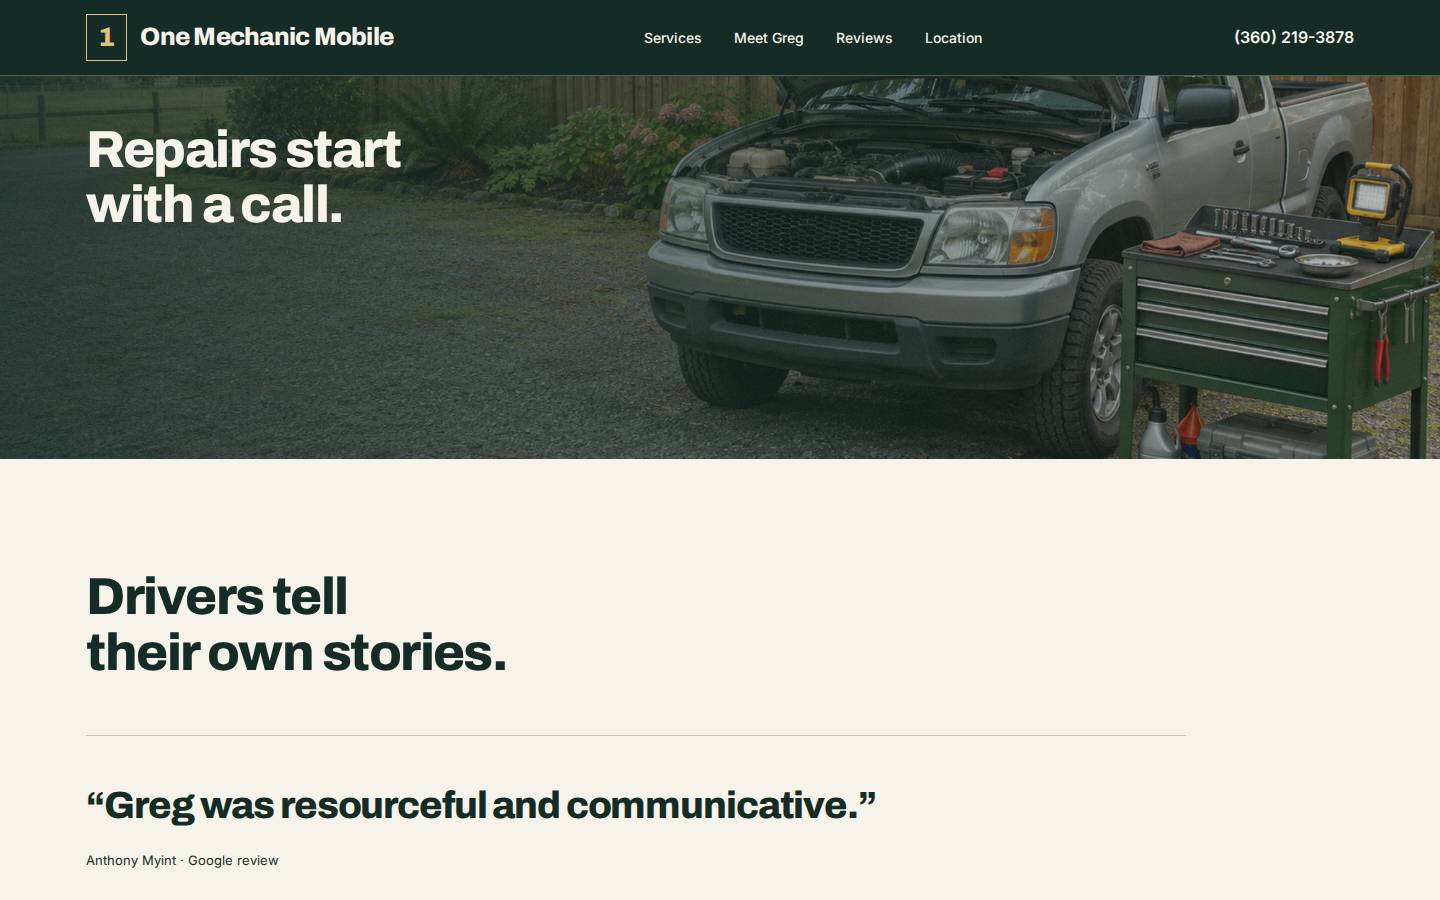 1 One Mechanic Mobile
Services Meet Greg Reviews Location
(360) 219-3878
Repairs start
with a call.
Drivers tell
their own stories.
“Greg was resourceful and communicative.”
Anthony Myint · Google review